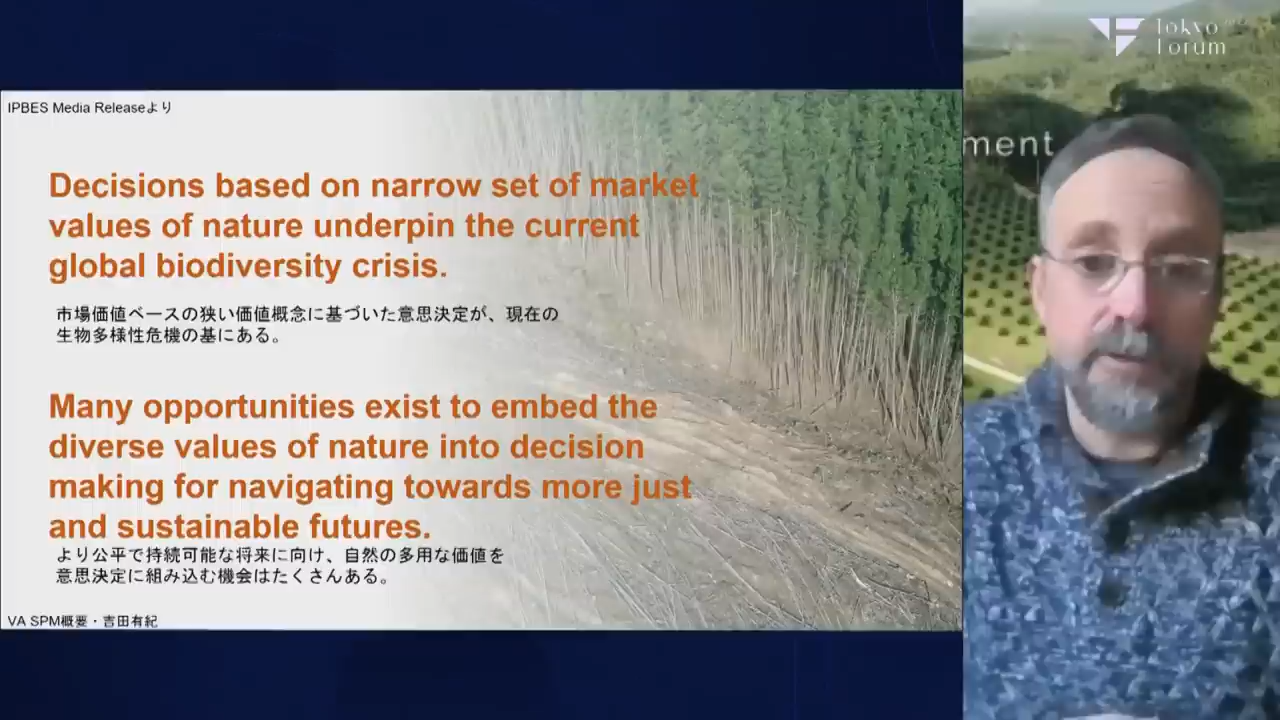 IPBES Media Releaseより
Decisions based on narrow set of market
values of nature underpin the current
global biodiversity crisis.
市場価値ベースの狭い価値概念に基づいた意思決定が、現在の
生物多様性危機の基にある。
Many opportunities exist to embed the
diverse values of nature into decision
making for navigating towards more just
and sustainable futures.
より公平で持続可能な将来に向け、自然の多用な価値を
意思決定に組み込む機会はたくさんある。
VA SPM概要・吉田有紀
Tokyo
Forum
ment